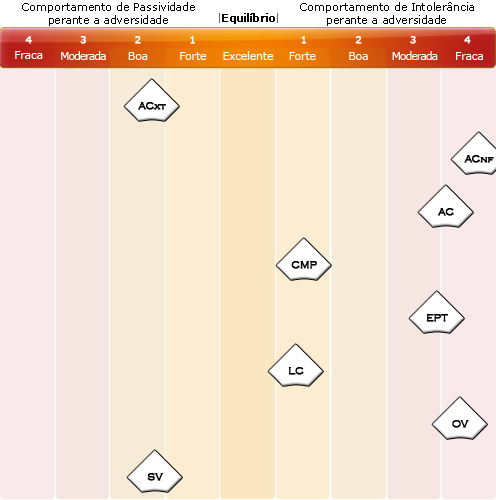 Comportamento de Passividade
perante a adversidade
|Equilíbrio|
Comportamento de Intolerância
perante a adversidade
4 3 2 1 1 2 3 4
Fraca Moderada Boa Forte Excelente Forte Boa Moderada Fraca
ACXT
ACNF
AC
CMP
EPT
LC
OV
SV